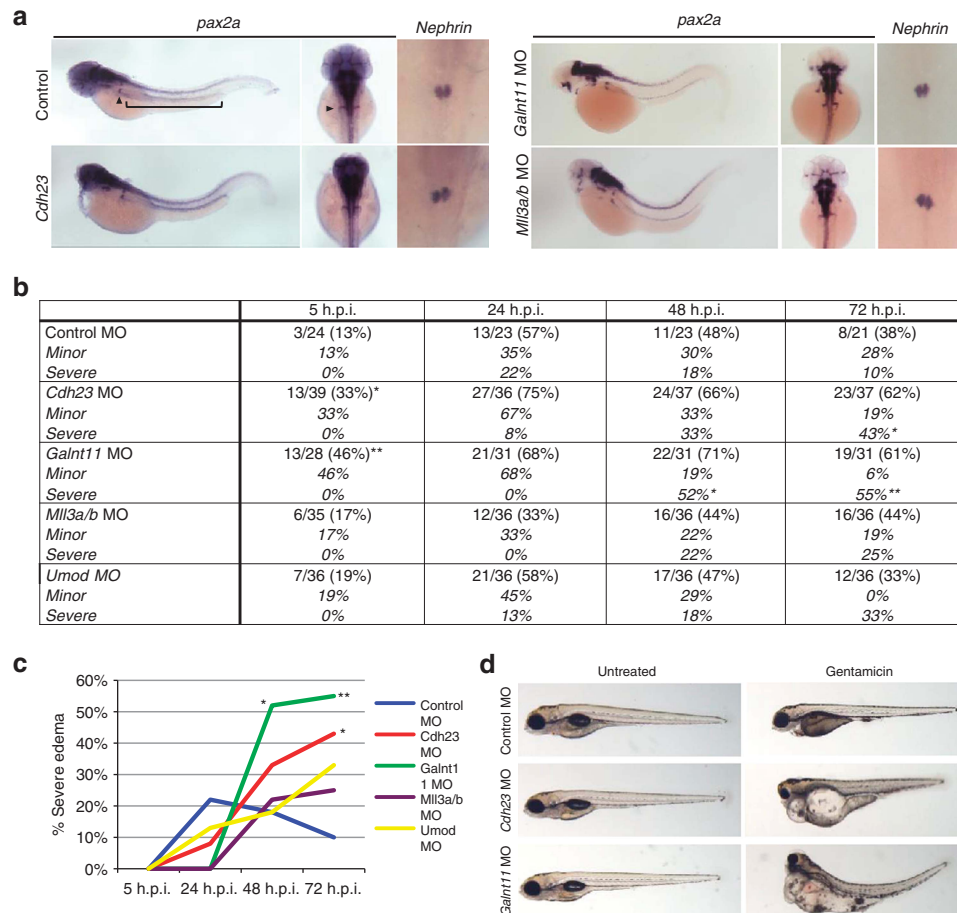 a
pax2a
Nephrin
Control
Cdh23
pax2a
Nephrin
Galnt11 MO
Mll3a/b MO
b
5 h.p.i. 24 h.p.i. 48 h.p.i. 72 h.p.i.
Control MO 3/24 (13%) 13/23 (57%) 11/23 (48%) 8/21 (38%)
Minor 13% 35% 30% 28%
Severe 0% 22% 18% 10%
Cdh23 MO 13/39 (33%)* 27/36 (75%) 24/37 (66%) 23/37 (62%)
Minor 33% 67% 33% 19%
Severe 0% 8% 33% 43%*
Galnt11 MO 13/28 (46%)** 21/31 (68%) 22/31 (71%) 19/31 (61%)
Minor 46% 68% 19% 6%
Severe 0% 0% 52%* 55%**
Mll3a/b MO 6/35 (17%) 12/36 (33%) 16/36 (44%) 16/36 (44%)
Minor 17% 33% 22% 19%
Severe 0% 0% 22% 25%
Umod MO 7/36 (19%) 21/36 (58%) 17/36 (47%) 12/36 (33%)
Minor 19% 45% 29% 0%
Severe 0% 13% 18% 33%
c
% Severe edema
60%
50%
40%
30%
20%
10%
0%
5 h.p.i. 24 h.p.i. 48 h.p.i. 72 h.p.i.
*
**
*
Control
MO
Cdh23
MO
Galnt1
1 MO
Mll3a/b
MO
Umod
MO
d
Untreated
Gentamicin
Control MO
Cdh23 MO
Galnt11 MO